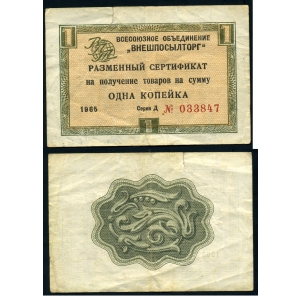 1
1
ВСЕСОЮЗНОЕ ОБЪЕДИНЕНИЕ
„ВНЕШПОСЫЛТОРГ"
РАЗМЕННЫЙ СЕРТИФИКАТ
на получение товаров на сумму
ОДНА КОПЕЙКА
1965 Серия Д № 033847
1